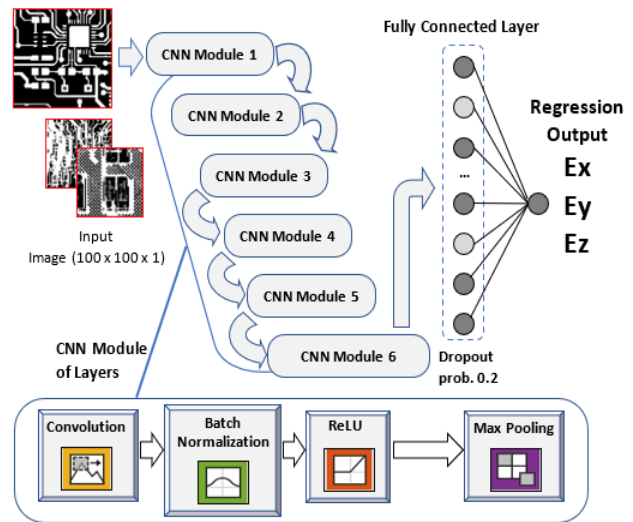 Fully Connected Layer
CNN Module 1
CNN Module 2
CNN Module 3
CNN Module 4
CNN Module 5
CNN Module 6
Input
Image (100 x 100 x 1)
...
Regression
Output
Ex
Ey
Ez
Dropout
prob. 0.2
CNN Module
of Layers
Convolution
Batch
Normalization
ReLU
Max Pooling